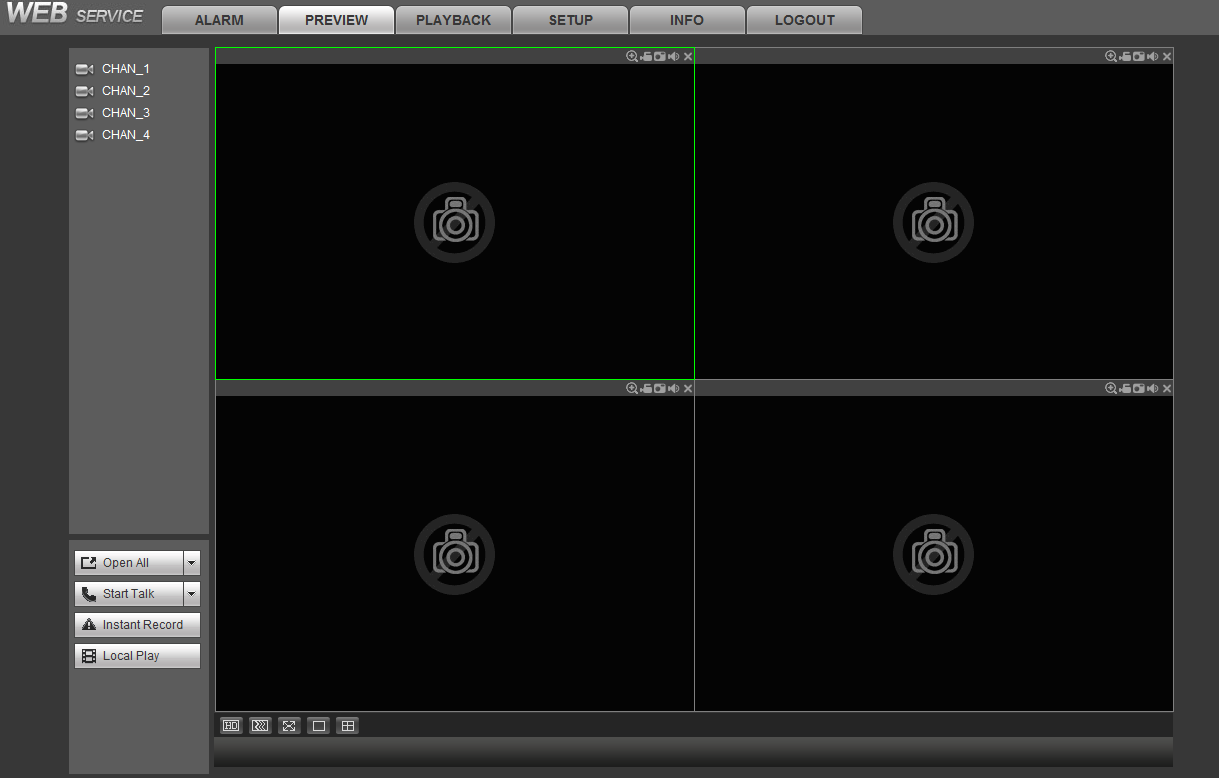 WEB SERVICE
ALARM PREVIEW PLAYBACK SETUP INFO LOGOUT
CHAN_1
CHAN_2
CHAN_3
CHAN_4
Open All
Start Talk
Instant Record
Local Play
HD